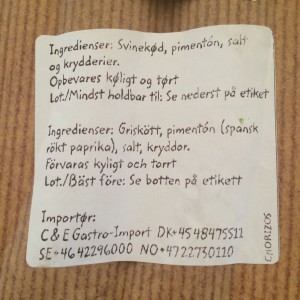 Ingredienser: Svinekød, pimentón, salt
og krydderier.
Opbevares køligt og tørt
Lot./Mindst holdbar til: Se nederst på etiket
Ingredienser: Griskött, pimentón (spansk
rökt paprika), salt, kryddor.
Förvaras kyligt och torrt
Lot./Bäst före: Se botten på etikett
Importør:
C & E Gastro-Import DK+4548475511
SE+4642296000 NO+4722730110
CHORIZOS